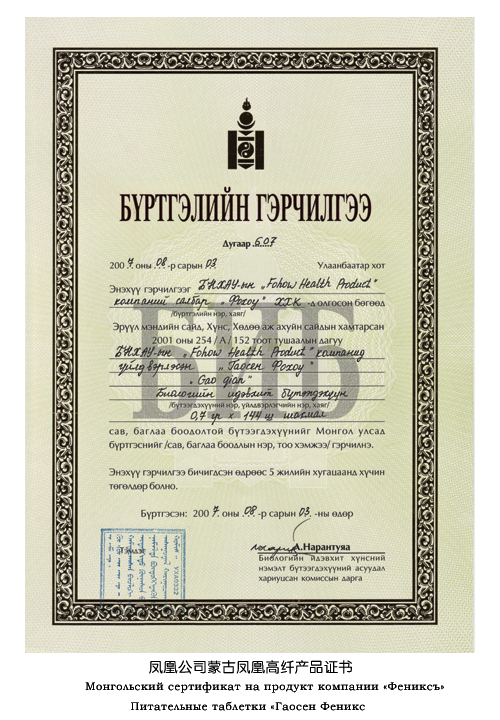 БҮРТГЭЛИЙН ГЭРЧИЛГЭЭ
Дугаар 607
2007 оны 08-р сарын 03 Улаанбаатар хот
Энэхүү гэрчилгээг БНХАУ-ын „Fohow Health Product"
компаний салбар „Фохоу" ХХК -д олгосон бөгөөд
/бүртгэлийн нэр, хаяг/
Эрүүл мэндийн сайд, Хүнс, Хөдөө аж ахуйн сайдын хамтарсан
2001 оны 254 / А / 152 тоот тушаалын дагуу
БНХАУ-ын „Fohow Health Product" компанид
үйлдвэрлэсэн „Гаосен Фохоу"
„Gao qian"
Биологийн идэвхит бүтээгдэхүүн
/бүтээгдэхүүний нэр, үйлдвэрлэгчийн нэр, хаяг/
0,7 гр х 144 ш шахмал
сав, баглаа боодолтой бүтээгдэхүүнийг Монгол улсад
бүртгэснийг /сав, баглаа боодлын нэр, тоо хэмжээ/ гэрчилнэ.
Энэхүү гэрчилгээ бичигдсэн өдрөөс 5 жилийн хугацаанд хүчин
төгөлдөр болно.
Бүртгэсэн: 2007 оны 08-р сарын 03 -ны өдөр
А.Нарантуяа
Биологийн идэвхит хүнсний
нэмэлт бүтээгдэхүүний асуудал
хариуцсан комиссын дарга
凤凰公司蒙古凤凰高纤产品证书
Монгольский сертификат на продукт компании «Фениксъ»
Питательные таблетки «Гаосен Феникс